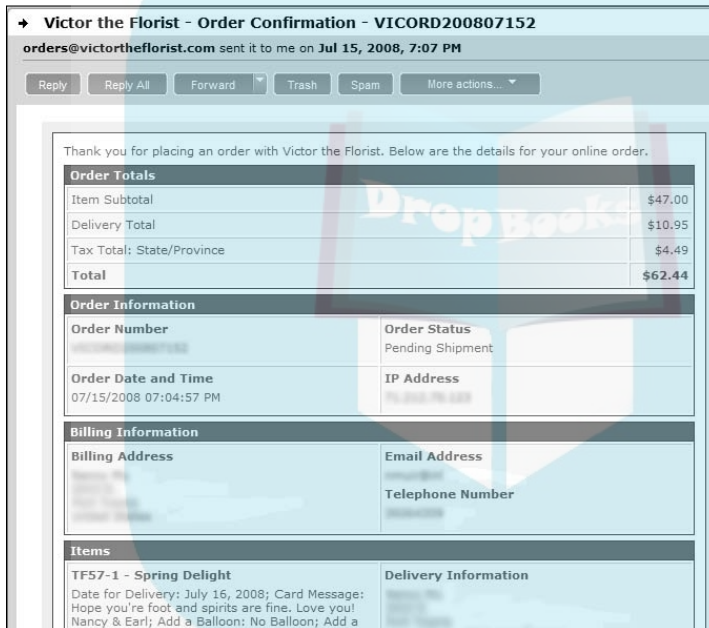 Victor the Florist - Order Confirmation - VICORD200807152
orders@victortheflorist.com sent it to me on Jul 15, 2008, 7:07 PM
Reply Reply All Forward Trash Spam More actions...
Thank you for placing an order with Victor the Florist. Below are the details for your online order.
Order Totals
Item Subtotal $47.00
Delivery Total $10.95
Tax Total: State/Province $4.49
Total $62.44
DropBooks
Order Information
Order Number Order Status
Pending Shipment
Order Date and Time IP Address
07/15/2008 07:04:57 PM
Billing Information
Billing Address Email Address
Telephone Number
Items
TF57-1 - Spring Delight Delivery Information
Date for Delivery: July 16, 2008; Card Message:
Hope you're foot and spirits are fine. Love you!
Nancy & Earl; Add a Balloon: No Balloon; Add a